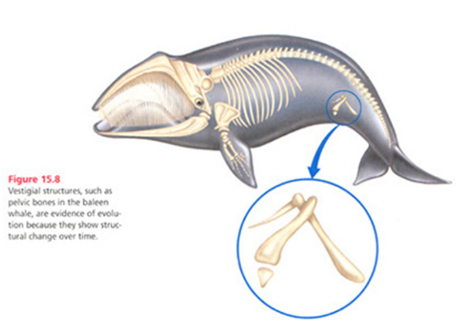 Figure 15.8
Vestigial structures, such as
pelvic bones in the baleen
whale, are evidence of evolu-
tion because they show struc-
tural change over time.